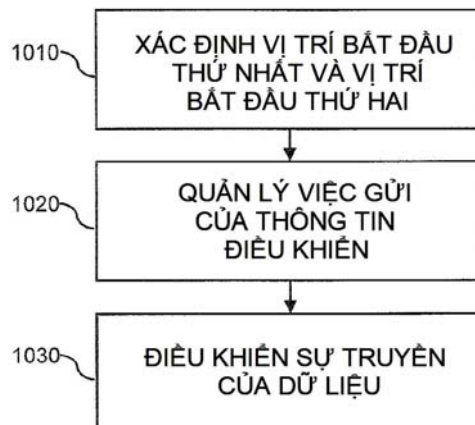 1010
XÁC ĐỊNH VỊ TRÍ BẮT ĐẦU
THỨ NHẤT VÀ VỊ TRÍ
BẮT ĐẦU THỨ HAI
1020
QUẢN LÝ VIỆC GỬI
CỦA THÔNG TIN
ĐIỀU KHIỂN
1030
ĐIỀU KHIỂN SỰ TRUYỀN
CỦA DỮ LIỆU